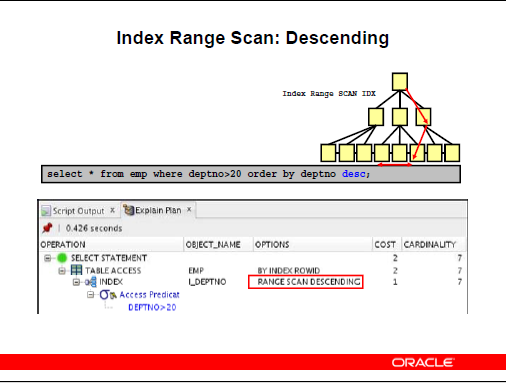 Index Range Scan: Descending
Index Range SCAN IDX
select * from emp where deptno>20 order by deptno desc;
Script Output x Explain Plan x
0.426 seconds
OPERATION OBJECT_NAME OPTIONS COST CARDINALITY
SELECT STATEMENT 2 7
TABLE ACCESS EMP BY INDEX ROWID 2 7
INDEX I_DEPTNO RANGE SCAN DESCENDING 1 7
Access Predicat
DEPTNO>20
ORACLE